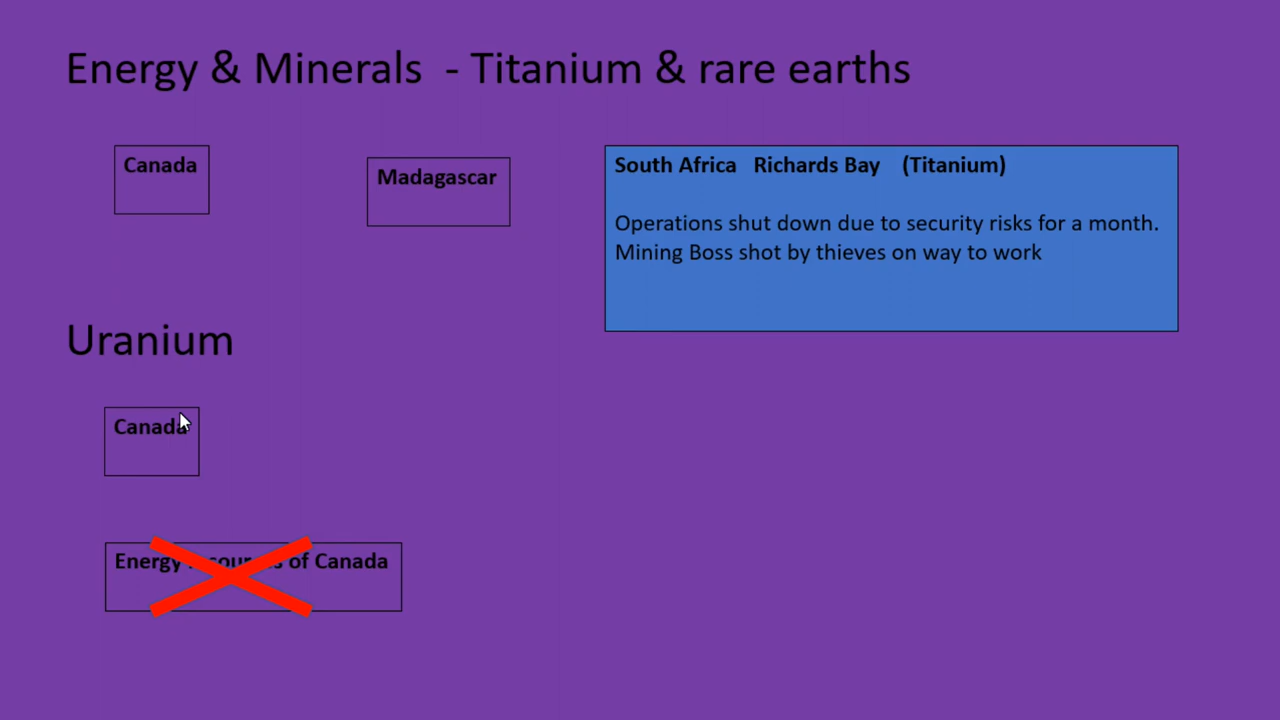 Energy & Minerals - Titanium & rare earths
Canada
Madagascar
South Africa Richards Bay (Titanium)
Operations shut down due to security risks for a month.
Mining Boss shot by thieves on way to work
Uranium
Canada
Energy of Canada